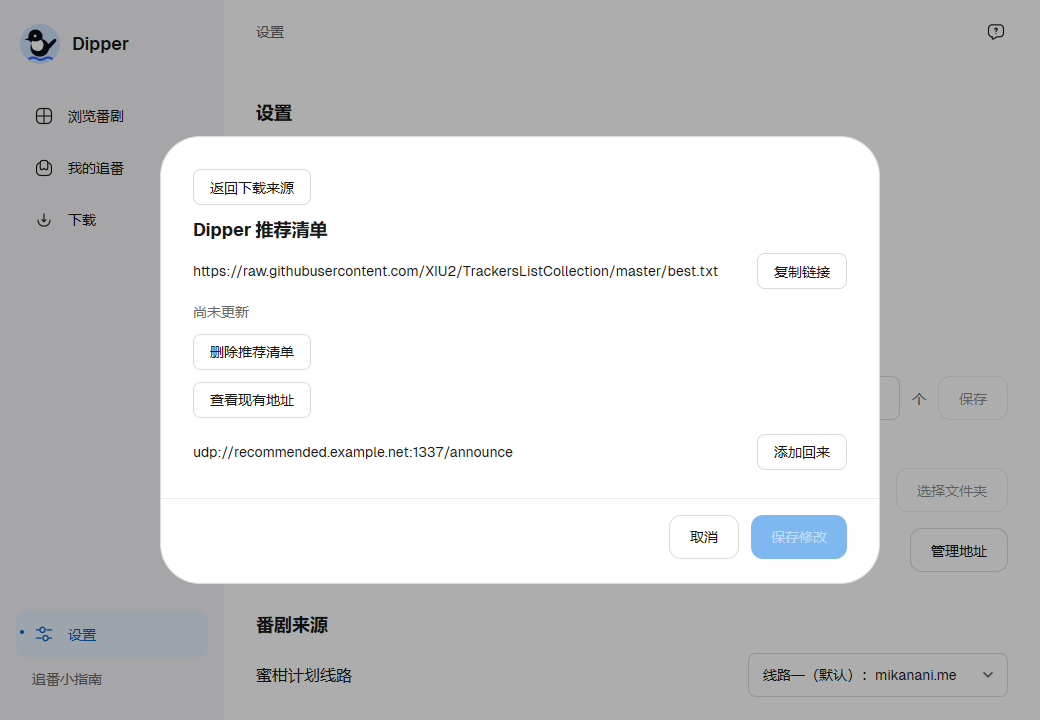 Dipper
设置
浏览番剧
我的追番
下载
设置
返回下载来源
Dipper 推荐清单
https://raw.githubusercontent.com/XIU2/TrackersListCollection/master/best.txt
复制链接
尚未更新
删除推荐清单
查看现有地址
udp://recommended.example.net:1337/announce
添加回来
取消
保存修改
个
保存
选择文件夹
管理地址
番剧来源
蜜柑计划线路
线路一（默认）：mikanani.me
设置
追番小指南